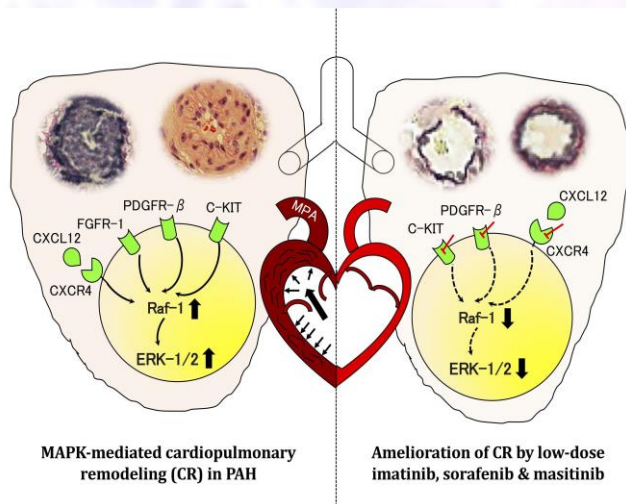 MPA
PDGFR-β
C-KIT
FGFR-1
CXCL12
CXCR4
Raf-1
ERK-1/2
CXCL12
PDGFR-β
C-KIT
CXCR4
Raf-1
ERK-1/2
MAPK-mediated cardiopulmonary
remodeling (CR) in PAH
Amelioration of CR by low-dose
imatinib, sorafenib & masitinib